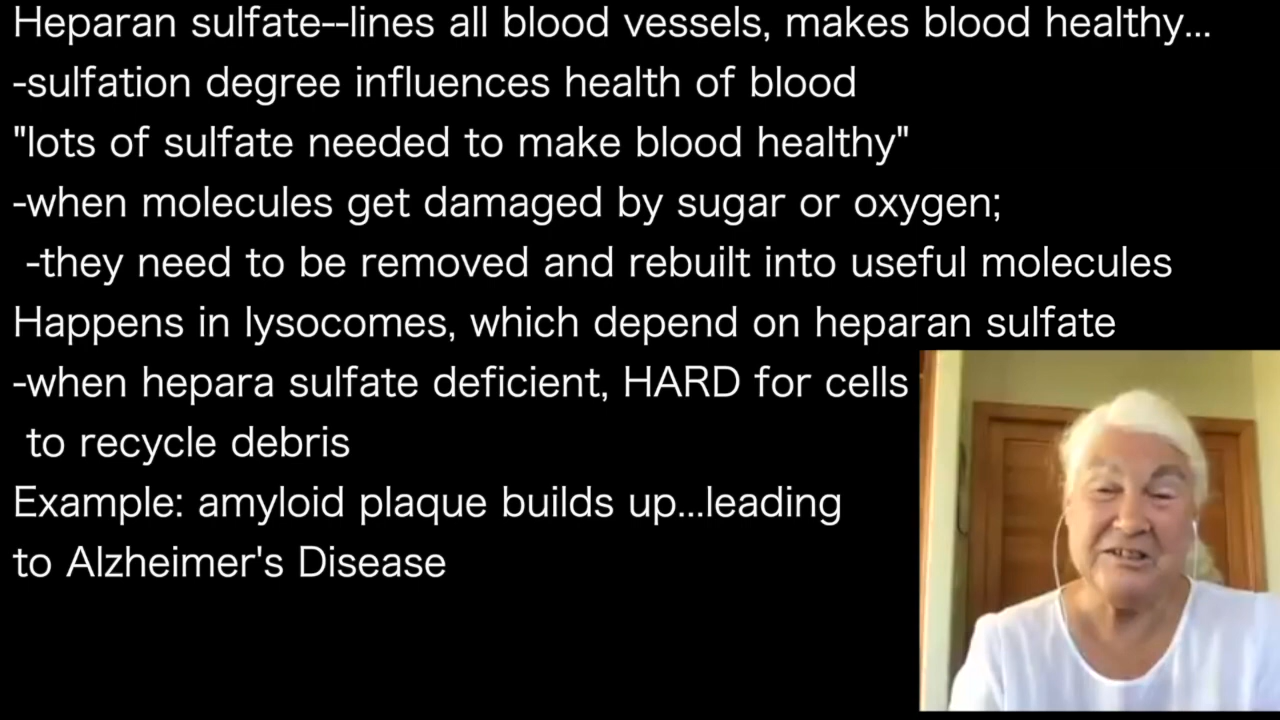 Heparan sulfate--lines all blood vessels, makes blood healthy...
-sulfation degree influences health of blood
"lots of sulfate needed to make blood healthy"
-when molecules get damaged by sugar or oxygen;
-they need to be removed and rebuilt into useful molecules
Happens in lysocomes, which depend on heparan sulfate
-when hepara sulfate deficient, HARD for cells
to recycle debris
Example: amyloid plaque builds up...leading
to Alzheimer's Disease